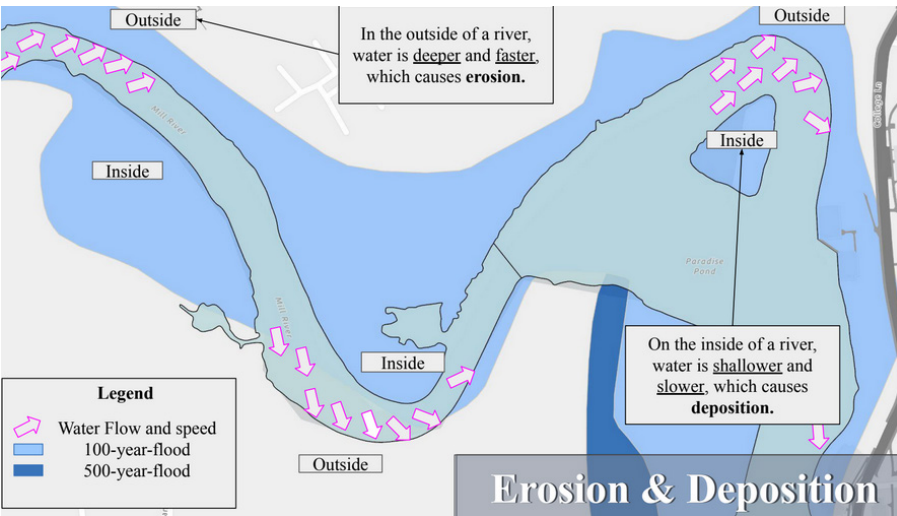 Outside
In the outside of a river,
water is deeper and faster,
which causes erosion.
Outside
College Ln
Mill River
Inside
Inside
Paradise
Pond
Mill River
Inside
On the inside of a river,
water is shallower and
slower, which causes
deposition.
Legend
Water Flow and speed
100-year-flood
500-year-flood
Outside
Erosion & Deposition